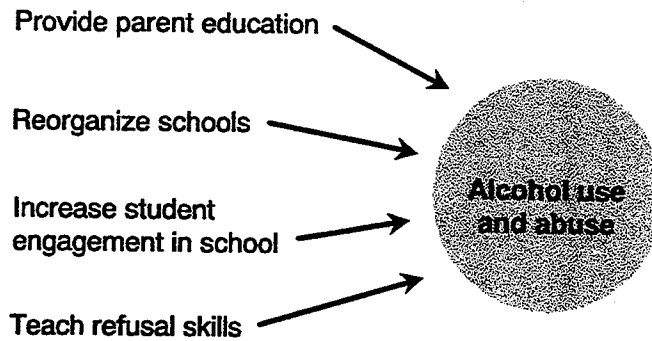 Provide parent education
Reorganize schools
Increase student
engagement in school
Teach refusal skills
Alcohol use
and abuse